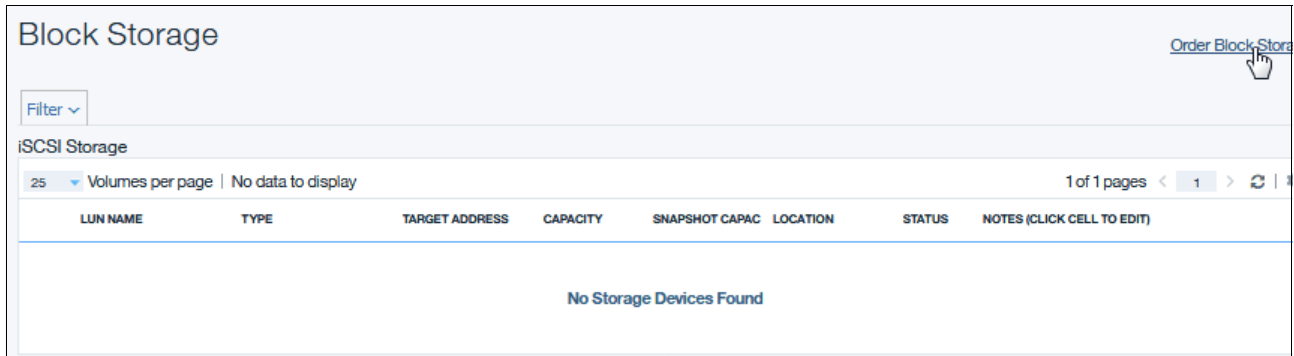 Block Storage
Order Block Stora
Filter
iSCSI Storage
25 Volumes per page | No data to display 1 of 1 pages < 1 > |
LUN NAME TYPE TARGET ADDRESS CAPACITY SNAPSHOT CAPAC LOCATION STATUS NOTES (CLICK CELL TO EDIT)
No Storage Devices Found